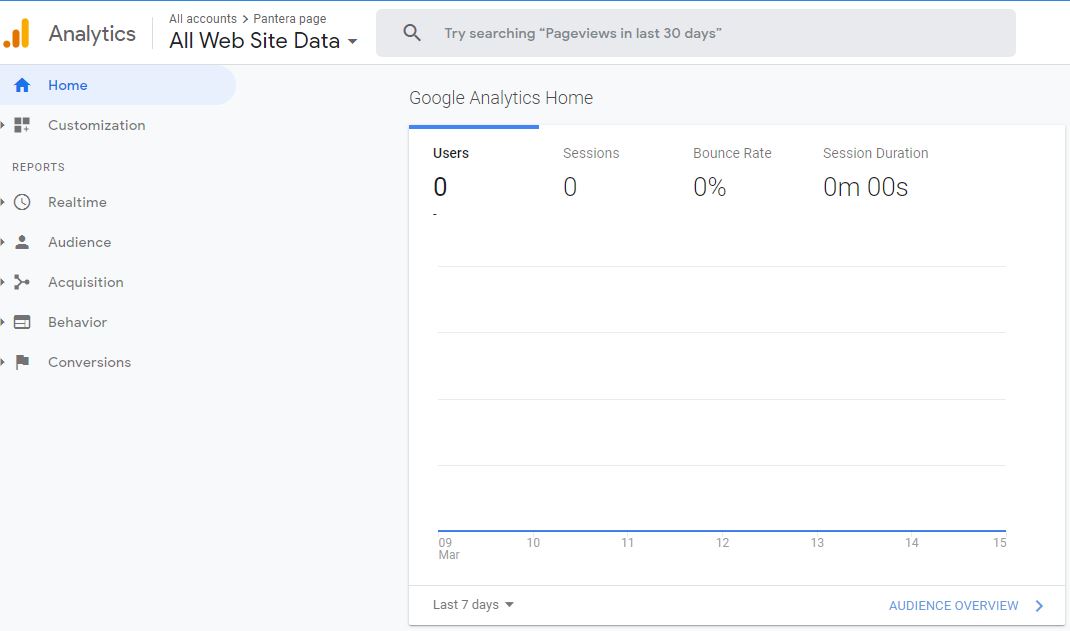 Analytics
All accounts > Pantera page
All Web Site Data
Try searching “Pageviews in last 30 days”
Home
Customization
REPORTS
Realtime
Audience
Acquisition
Behavior
Conversions
Google Analytics Home
Users
0
-
Sessions
0
Bounce Rate
0%
Session Duration
0m 00s
09 10 11 12 13 14 15
Mar
Last 7 days
AUDIENCE OVERVIEW